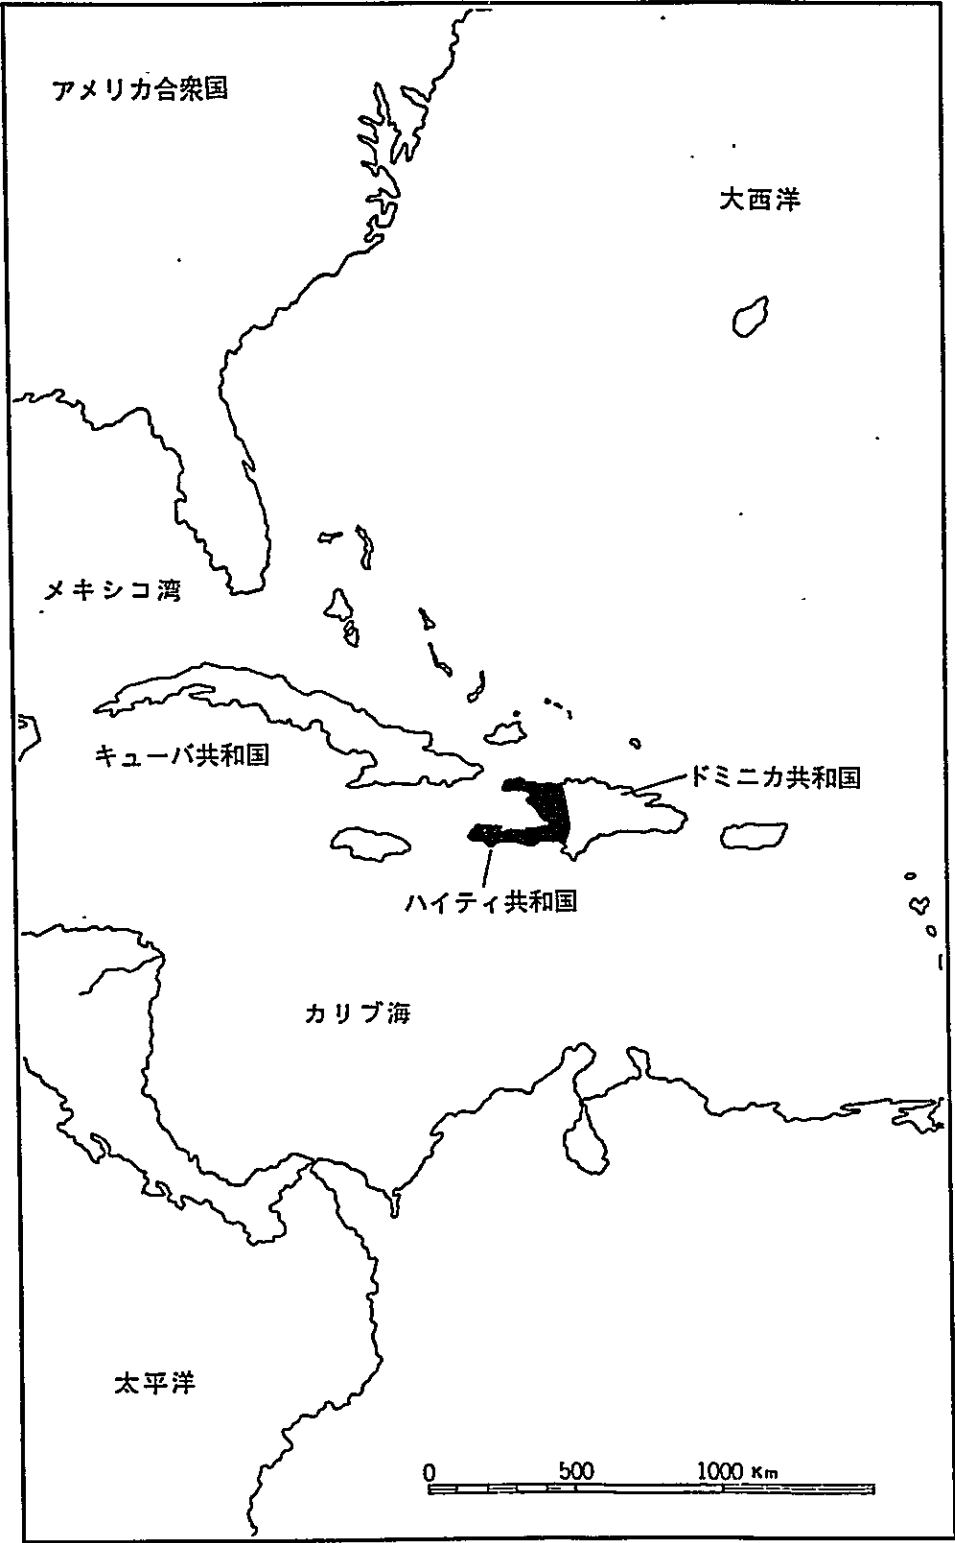 アメリカ合衆国
大西洋
メキシコ湾
キューバ共和国
ドミニカ共和国
ハイティ共和国
カリブ海
太平洋
0 500 1000 Km